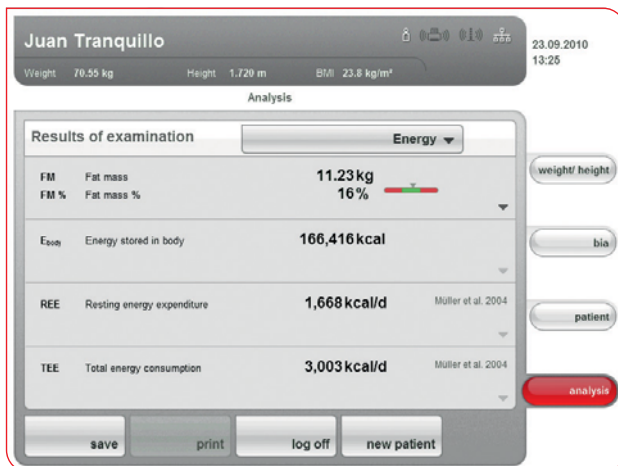 Juan Tranquillo
Weight 70.55 kg Height 1.720 m BMI 23.8 kg/m²
23.09.2010
13:25
Analysis
Results of examination Energy
FM Fat mass 11.23 kg
FM % Fat mass % 16%
Ebody Energy stored in body 166,416 kcal
REE Resting energy expenditure 1,668 kcal/d Müller et al. 2004
TEE Total energy consumption 3,003 kcal/d Müller et al. 2004
weight/ height
bia
patient
analysis
save print log off new patient